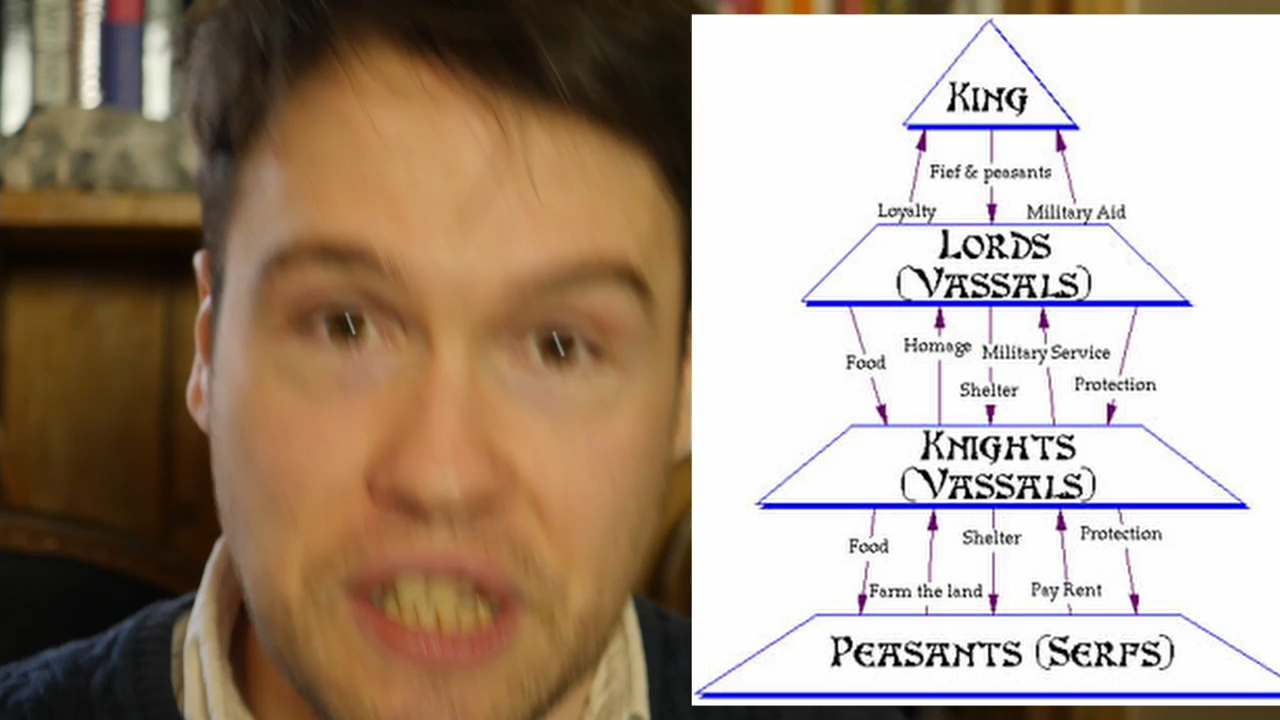 KING
Fief & peasants
Loyalty
Military Aid
LORDS
(VASSALS)
Food
Homage
Military Service
Shelter
Protection
KNIGHTS
(VASSALS)
Food
Shelter
Protection
Farm the land
Pay Rent
PEASANTS (SERFS)